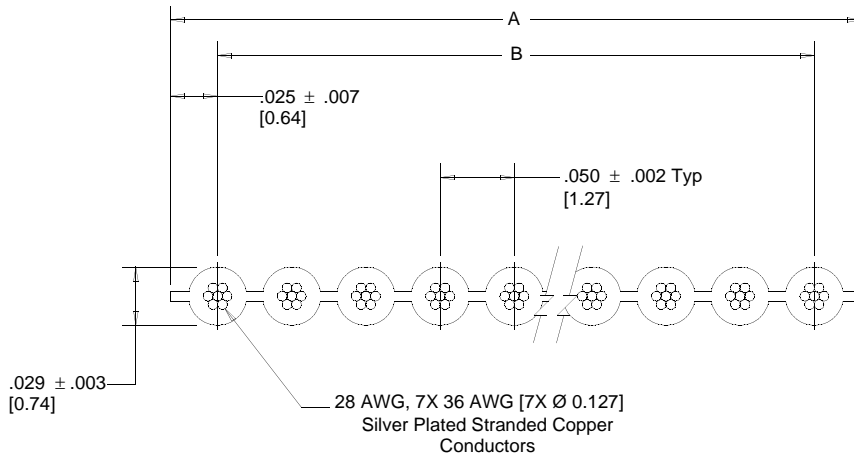 A
B
.025 ± .007
[0.64]
.050 ± .002 Typ
[1.27]
.029 ±.003
[0.74]
28 AWG, 7X 36 AWG [7X Ø 0.127]
Silver Plated Stranded Copper
Conductors